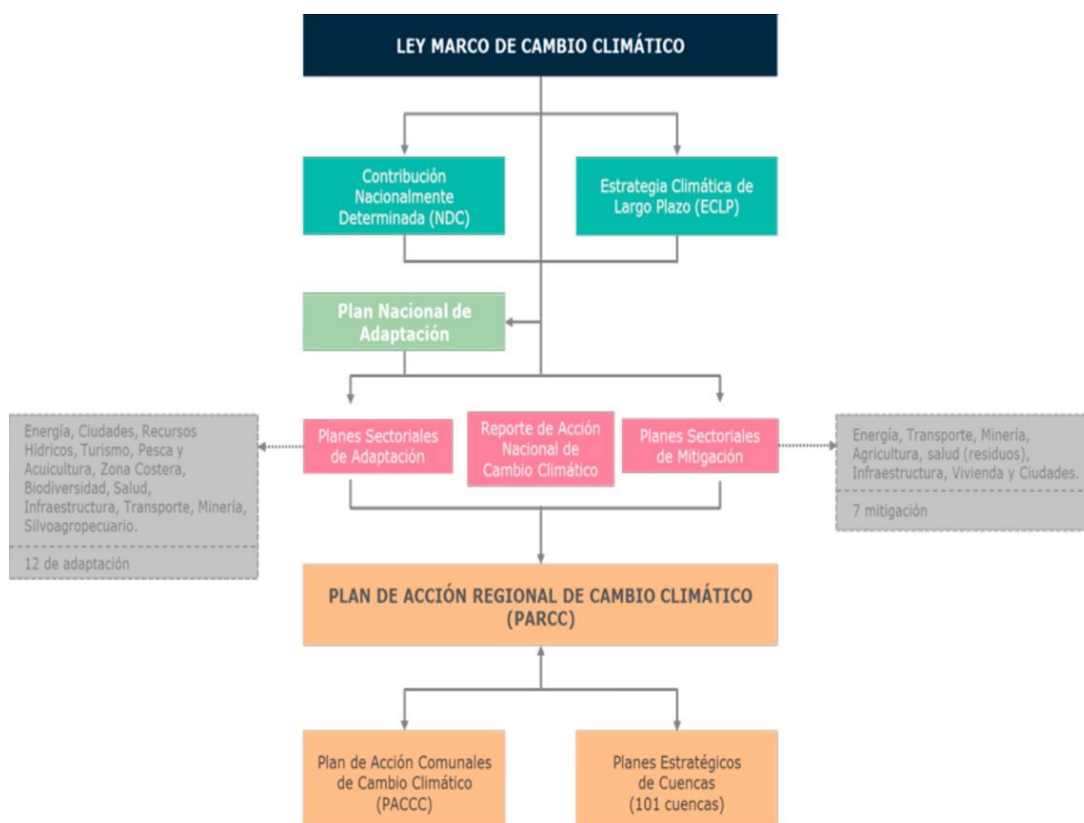 LEY MARCO DE CAMBIO CLIMÁTICO
Contribución
Nacionalmente
Determinada (NDC)
Estrategia Climática de
Largo Plazo (ECLP)
Plan Nacional de
Adaptación
Energía, Ciudades, Recursos
Hídricos, Turismo, Pesca y
Acuicultura, Zona Costera,
Biodiversidad, Salud,
Infraestructura, Transporte, Minería,
Silvoagropecuario.
12 de adaptación
Planes Sectoriales
de Adaptación
Reporte de Acción
Nacional de
Cambio Climático
Planes Sectoriales
de Mitigación
Energía, Transporte, Minería,
Agricultura, salud (residuos),
Infraestructura, Vivienda y Ciudades.
7 mitigación
PLAN DE ACCIÓN REGIONAL DE CAMBIO CLIMÁTICO
(PARCC)
Plan de Acción Comunales
de Cambio Climático
(PACCC)
Planes Estratégicos
de Cuencas
(101 cuencas)